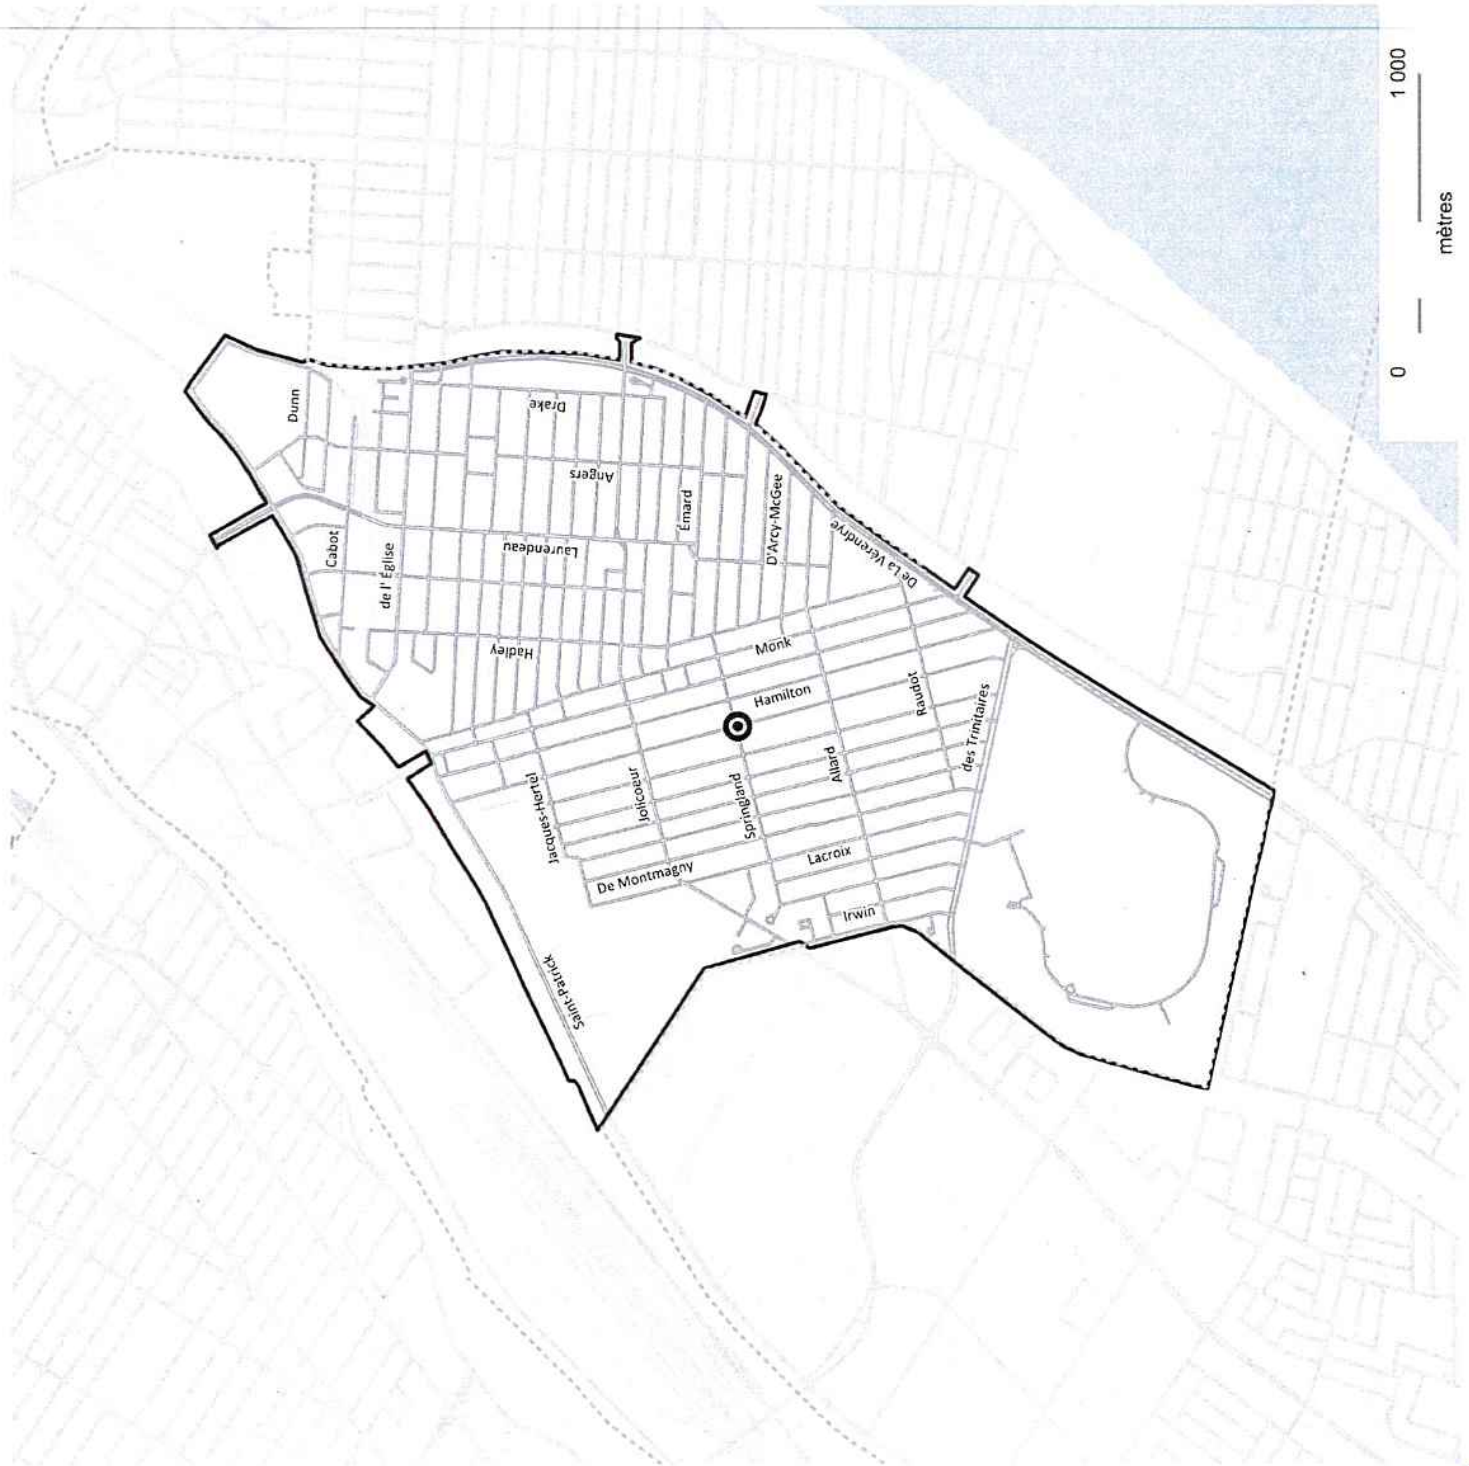 1 000
0
mètres
Dunn
Drake
Angers
Émard
Cabot
de l' Église
Laurendeau
D'Arcy-McGee
De La Vérendrye
Hadley
Monk
Hamilton
Raudot
des Trinitaires
Jacques-Hertel
Jolicoeur
Springland
Allard
De Montmagny
Lacroix
Irwin
Saint-Patrick